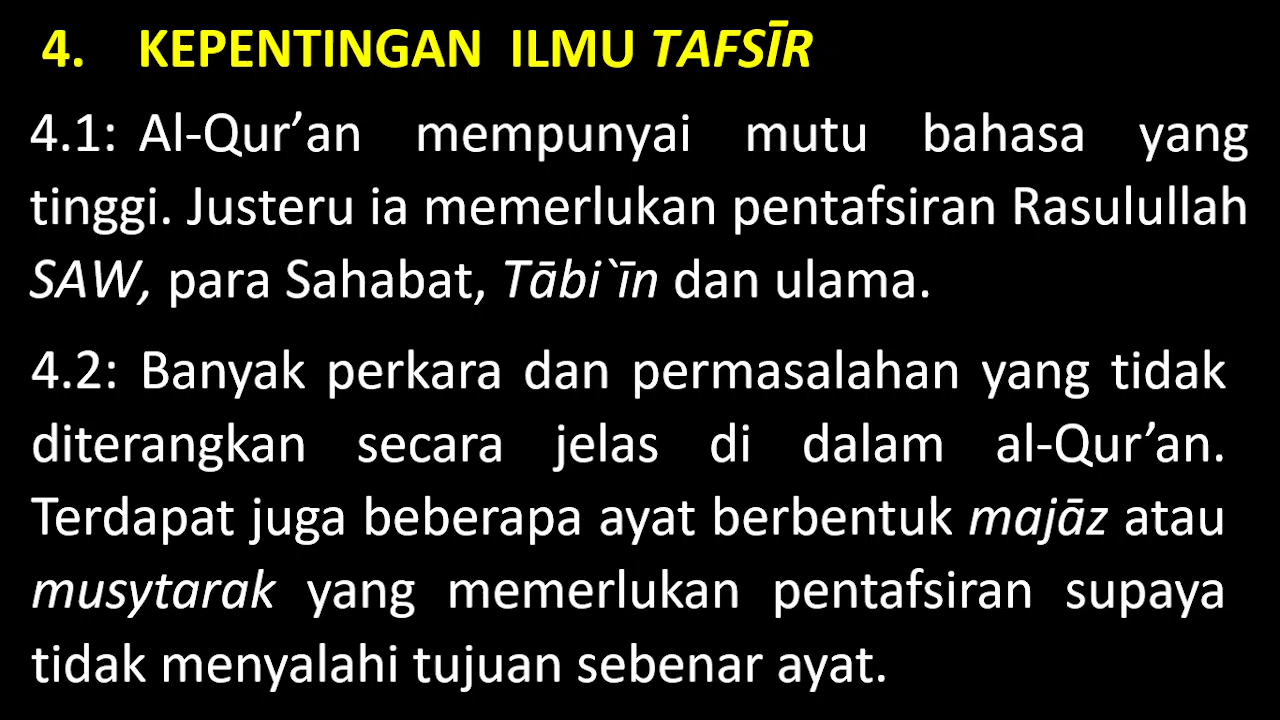 4. KEPENTINGAN ILMU TAFSĪR
4.1: Al-Qur’an mempunyai mutu bahasa yang
tinggi. Justeru ia memerlukan pentafsiran Rasulullah
SAW, para Sahabat, Tābi`īn dan ulama.
4.2: Banyak perkara dan permasalahan yang tidak
diterangkan secara jelas di dalam al-Qur’an.
Terdapat juga beberapa ayat berbentuk majāz atau
musytarak yang memerlukan pentafsiran supaya
tidak menyalahi tujuan sebenar ayat.